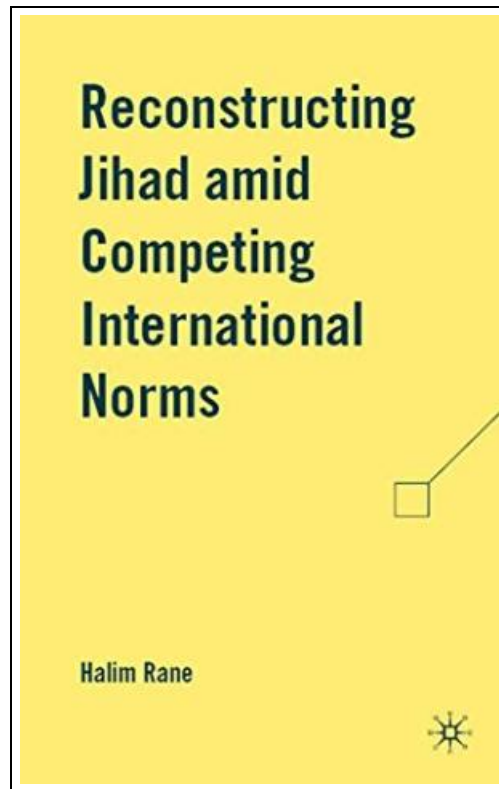 Reconstructing
Jihad amid
Competing
International
Norms
Halim Rane